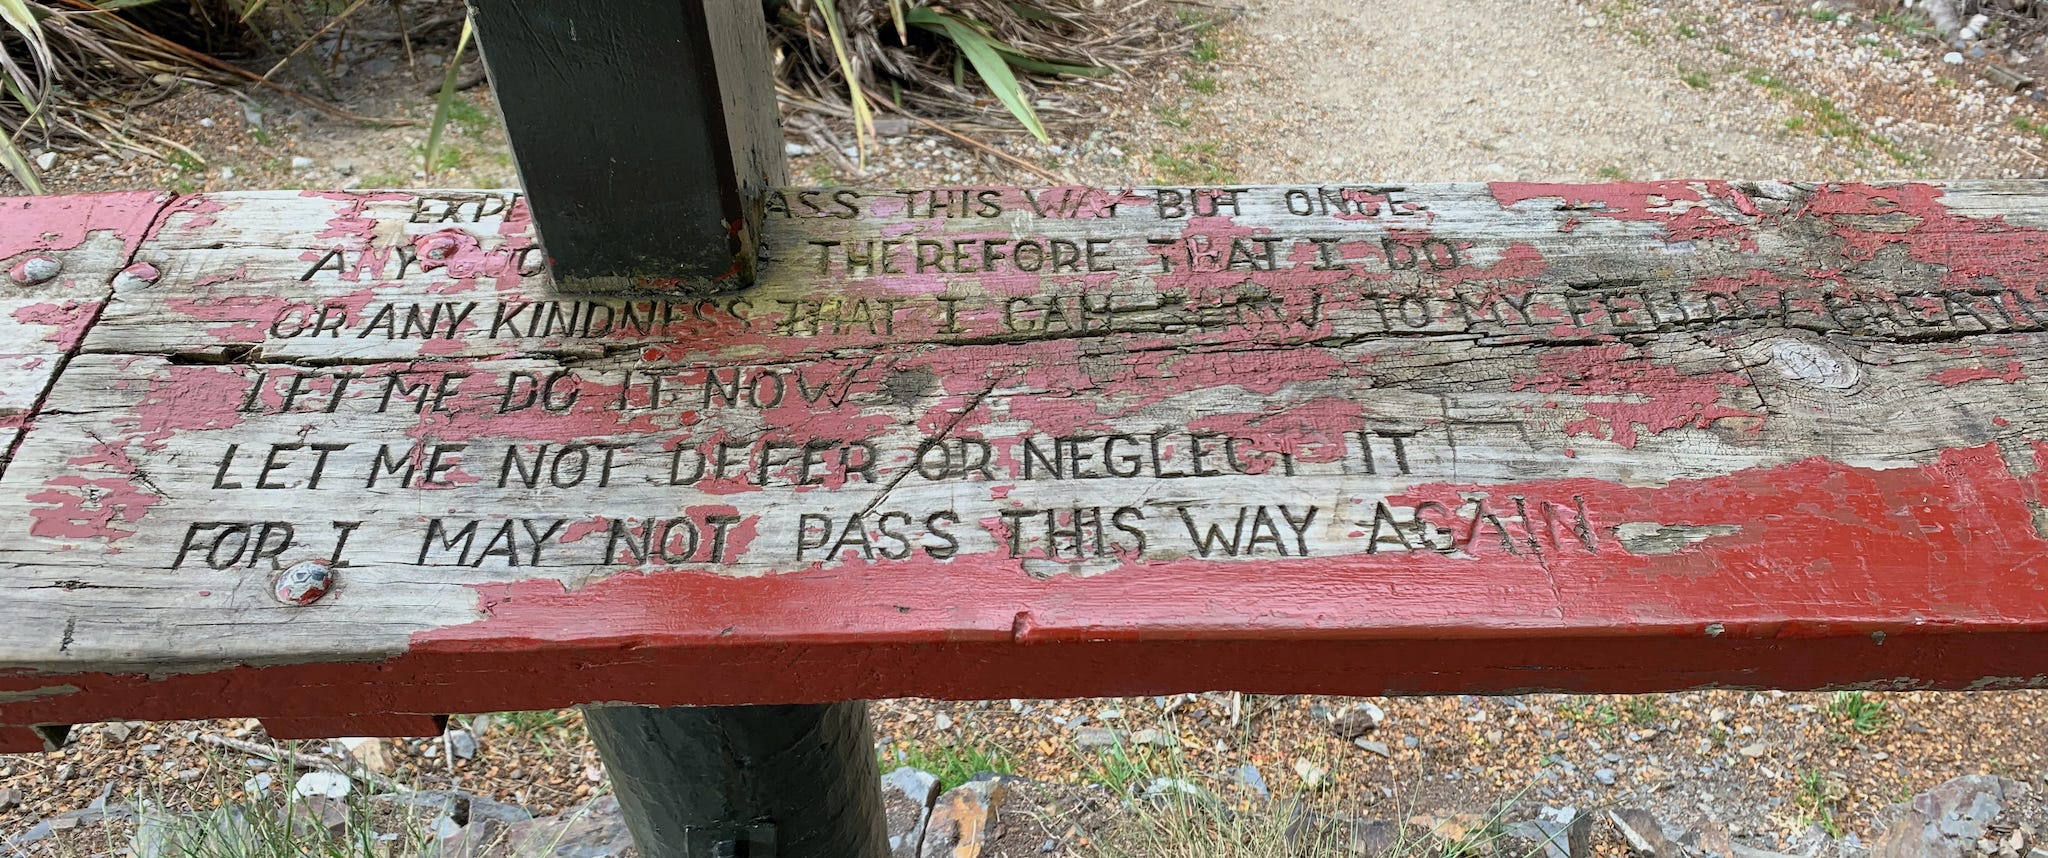 THIS WAY BUT ONCE
ANY THEREFORE THAT I DO
OR ANY KINDNESS THAT I CAN SHOW TO MY FELLOW
LET ME DO IT NOW
LET ME NOT DEFER OR NEGLECT IT
FOR I MAY NOT PASS THIS WAY AGAIN